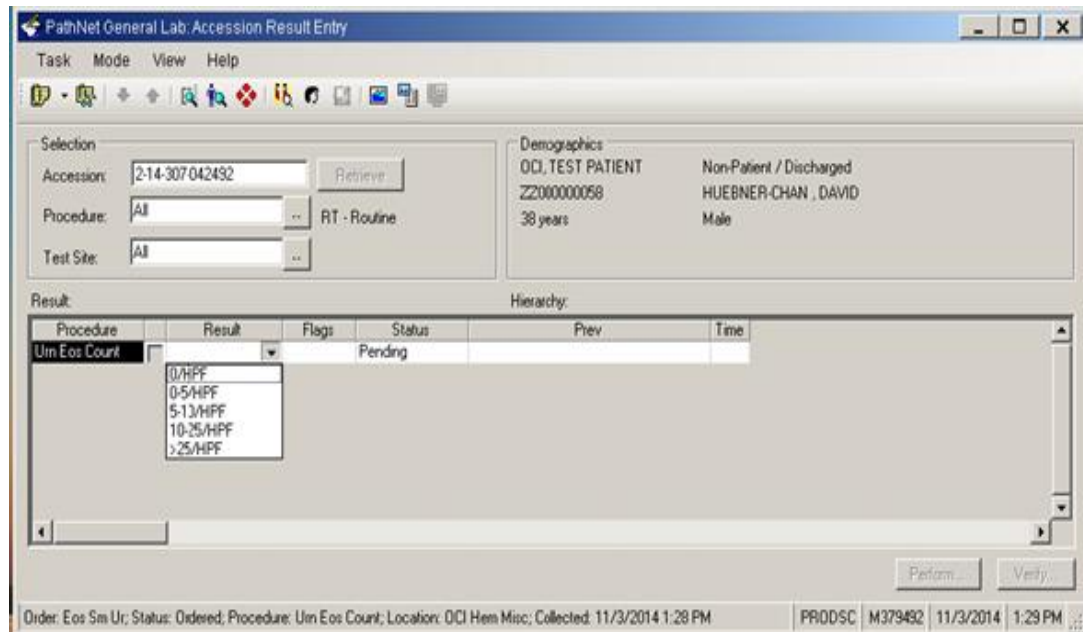 PathNet General Lab: Accession Result Entry
Task Mode View Help
Selection
Accession: 2-14-307-042492 Retrieve
Procedure: All .. RT - Routine
Test Site: All ..
Demographics
OCI, TEST PATIENT Non-Patient / Discharged
ZZ000000058 HUEBNER-CHAN , DAVID
38 years Male
Result: Hierarchy:
Procedure Result Flags Status Prev Time
Urn Eos Count Pending
0/HPF
0-5/HPF
5-10/HPF
10-25/HPF
>25/HPF
Perform... Verify...
Order: Eos Sm Ur; Status: Ordered; Procedure: Urn Eos Count; Location: OCI Hem Misc; Collected: 11/3/2014 1:28 PM PRODSC M379492 11/3/2014 1:29 PM